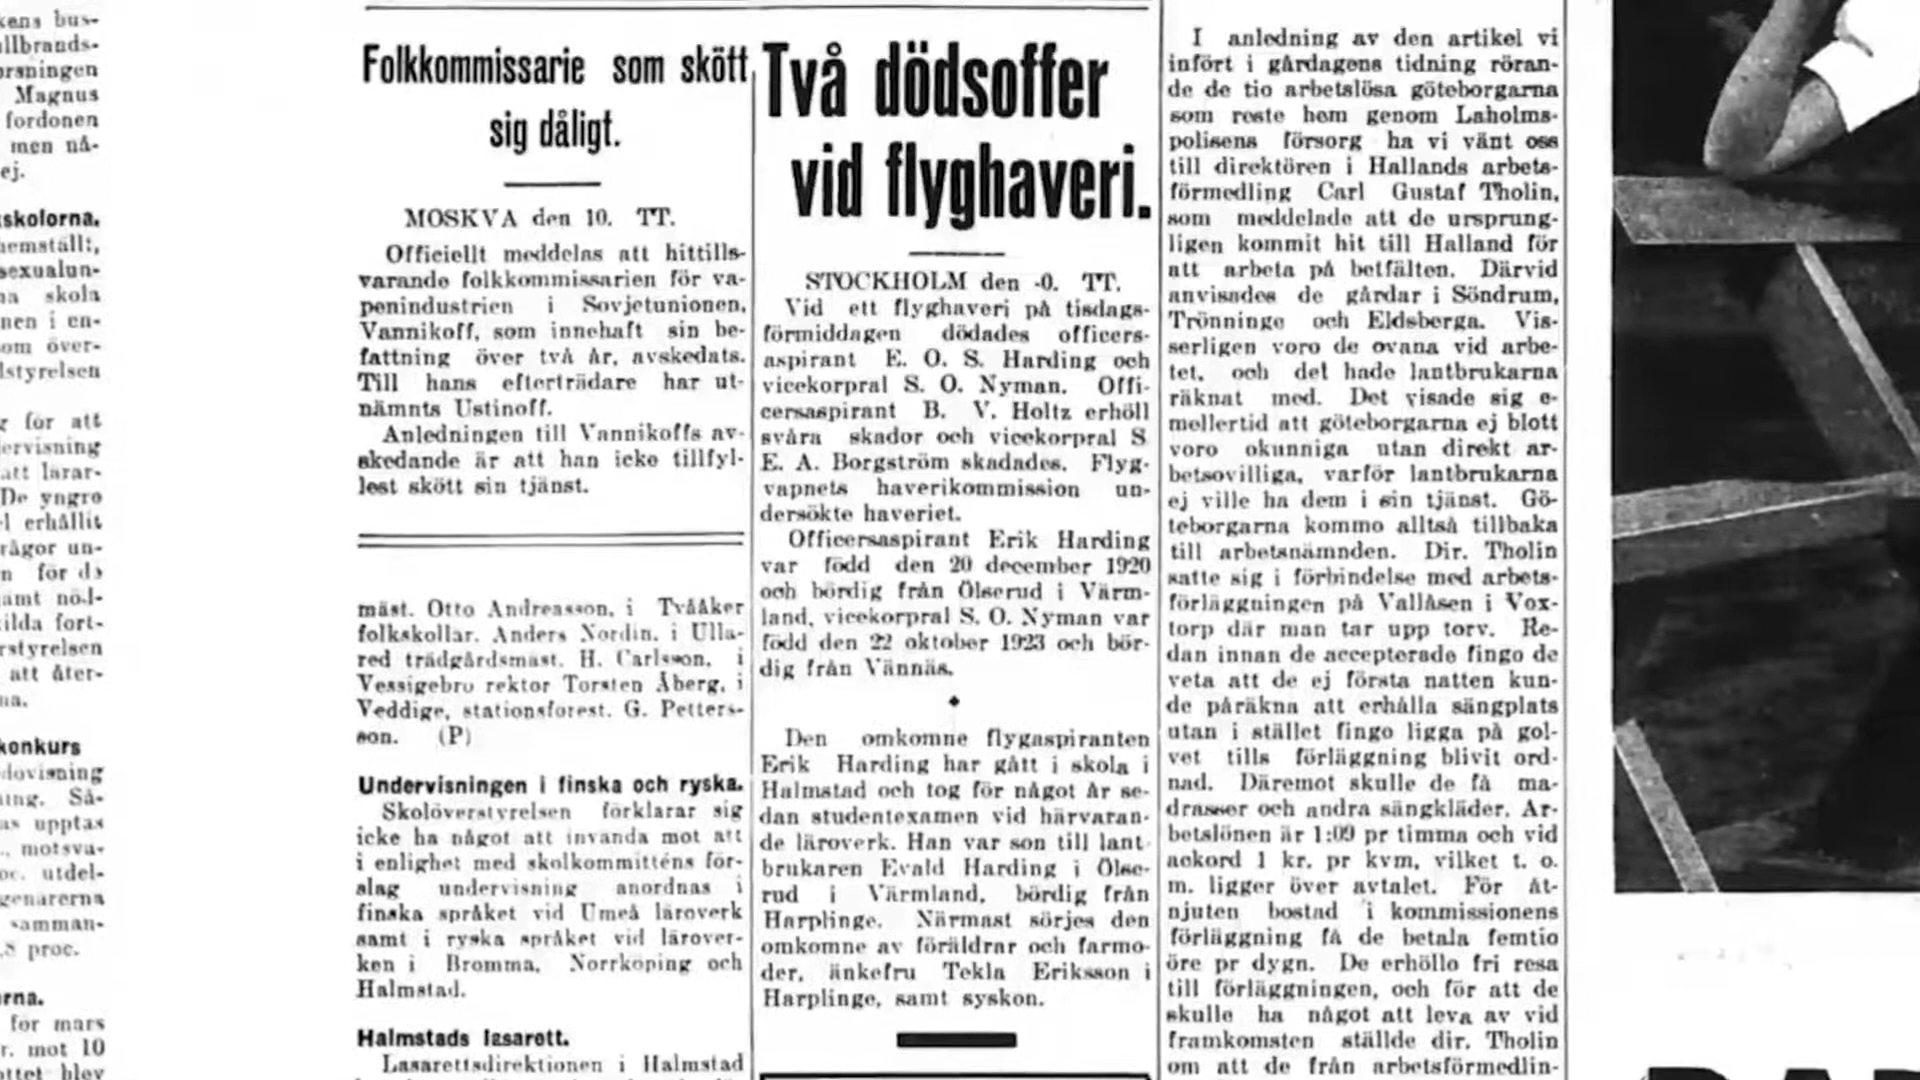 kens bus-
illbrands-
orsningen
Magnus
fordonen
men nå-
ej.
skolorna.
hemställt,
sexualun-
skola
nen i en-
om över-
lstyrelsen
för att
ervisning
att lärar-
De yngre
erhållit
rågor un-
för
samt nöd-
ilda fort-
rstyrelsen
att åter-
na.
konkurs
dovisning
ning. Så-
as upptas
motsva-
oc. utdel-
genärerna
samman-
proc.
rna.
för mars
r. mot 10
ottet blev
Folkkommissarie som skött
sig dåligt.
MOSKVA den 10. TT.
Officiellt meddelas att hittills-
varande folkkommissarien för va-
penindustrien i Sovjetunionen,
Vannikoff, som innehaft sin be-
fattning över två år, avskedats.
Till hans efterträdare har ut-
nämnts Ustinoff.
Anledningen till Vannikoffs av-
skedande är att han icke tillfyl-
lest skött sin tjänst.
mäst. Otto Andreasson, i Tvååker
folkskollär. Anders Nordin, i Ulla-
red trädgårdsmäst. H. Carlsson, i
Vessigebro rektor Torsten Åberg, i
Veddige, stationsförest. G. Petters-
son. (P)
Undervisningen i finska och ryska.
Skolöverstyrelsen förklarar sig
icke ha något att invända mot att
i enlighet med skolkommitténs för-
slag undervisning anordnas i
finska språket vid Umeå läroverk
samt i ryska språket vid lärover-
ken i Bromma, Norrköping och
Halmstad.
Halmstads lasarett.
Lasarettsdirektionen i Halmstad
Två dödsoffer
vid flyghaveri.
STOCKHOLM den -0. TT.
Vid ett flyghaveri på tisdags-
förmiddagen dödades officers-
aspirant E. O. S. Harding och
vicekorpral S. O. Nyman. Offi-
cersaspirant B. V. Holtz erhöll
svåra skador och vicekorpral S
E. A. Borgström skadades. Flyg-
vapnets haverikommission un-
dersökte haveriet.
Officersaspirant Erik Harding
var född den 20 december 1920
och bördig från Ölserud i Värm-
land, vicekorpral S. O. Nyman var
född den 22 oktober 1923 och bör-
dig från Vännäs.
Den omkomne flygaspiranten
Erik Harding har gått i skola i
Halmstad och tog för något år se-
dan studentexamen vid härvaran-
de läroverk. Han var son till lant-
brukaren Evald Harding i Ölse-
rud i Värmland, bördig från
Harplinge. Närmast sörjes den
omkomne av föräldrar och farmo-
der, änkefru Tekla Eriksson i
Harplinge, samt syskon.
I anledning av den artikel vi
infört i gårdagens tidning röran-
de de tio arbetslösa göteborgarna
som reste hem genom Laholms-
polisens försorg ha vi vänt oss
till direktören i Hallands arbets-
förmedling Carl Gustaf Tholin,
som meddelade att de ursprung-
ligen kommit hit till Halland för
att arbeta på betfälten. Därvid
anvisades de gårdar i Söndrum,
Trönninge och Eldsberga. Vis-
serligen voro de ovana vid arbe-
tet, och det hade lantbrukarna
räknat med. Det visade sig e-
mellertid att göteborgarna ej blott
voro okunniga utan direkt ar-
betsovilliga, varför lantbrukarna
ej ville ha dem i sin tjänst. Gö-
teborgarna kommo alltså tillbaka
till arbetsnämnden. Dir. Tholin
satte sig i förbindelse med arbets-
förläggningen på Vallåsen i Vox-
torp där man tar upp torv. Re-
dan innan de accepterade fingo de
veta att de ej första natten kun-
de påräkna att erhålla sängplats
utan i stället fingo ligga på gol-
vet tills förläggning blivit ord-
nad. Däremot skulle de få ma-
drasser och andra sängkläder. Ar-
betslönen är 1:09 pr timma och vid
ackord 1 kr. pr kvm, vilket t. o.
m. ligger över avtalet. För åt-
njuten bostad i kommissionens
förläggning få de betala femtio
öre pr dygn. De erhöllo fri resa
till förläggningen, och för att de
skulle ha något att leva av vid
framkomsten ställde dir. Tholin
om att de från arbetsförmedlin-